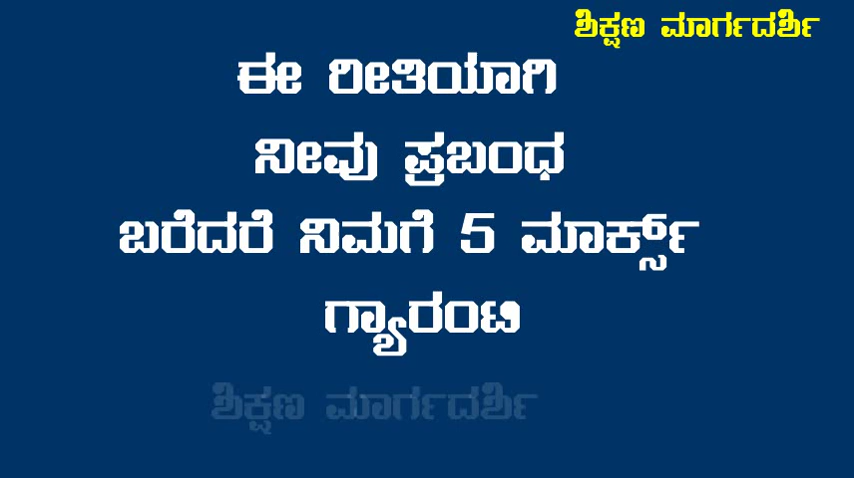 ಶಿಕ್ಷಣ ಮಾರ್ಗದರ್ಶಿ
ಈ ರೀತಿಯಾಗಿ
ನೀವು ಪ್ರಬಂಧ
ಬರೆದರೆ ನಿಮಗೆ 5 ಮಾರ್ಕ್ಸ್
ಗ್ಯಾರಂಟಿ
ಶಿಕ್ಷಣ ಮಾರ್ಗದರ್ಶಿ